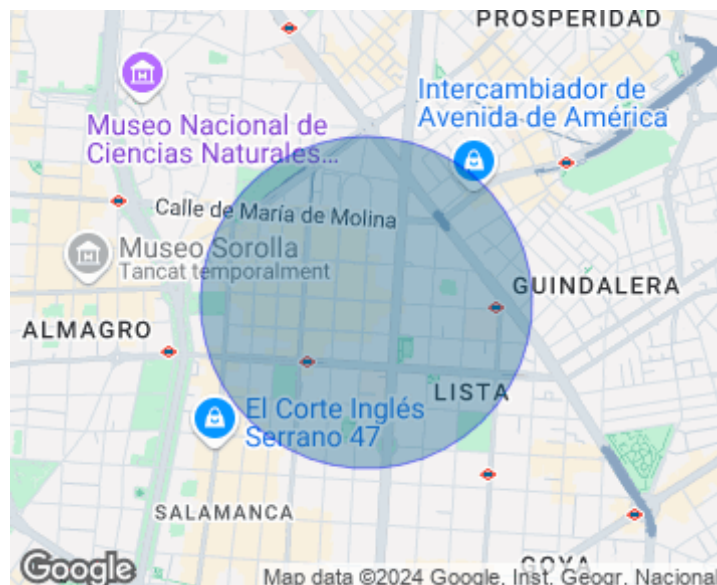 PROSPERIDAD
Intercambiador de
Avenida de América
Museo Nacional de
Ciencias Naturales...
Calle de María de Molina
Museo Sorolla
Tancat temporalment
GUINDALERA
ALMAGRO
LISTA
El Corte Inglés
Serrano 47
SALAMANCA
GOYA
Google
Map data ©2024 Google, Inst. Geogr. Nacional